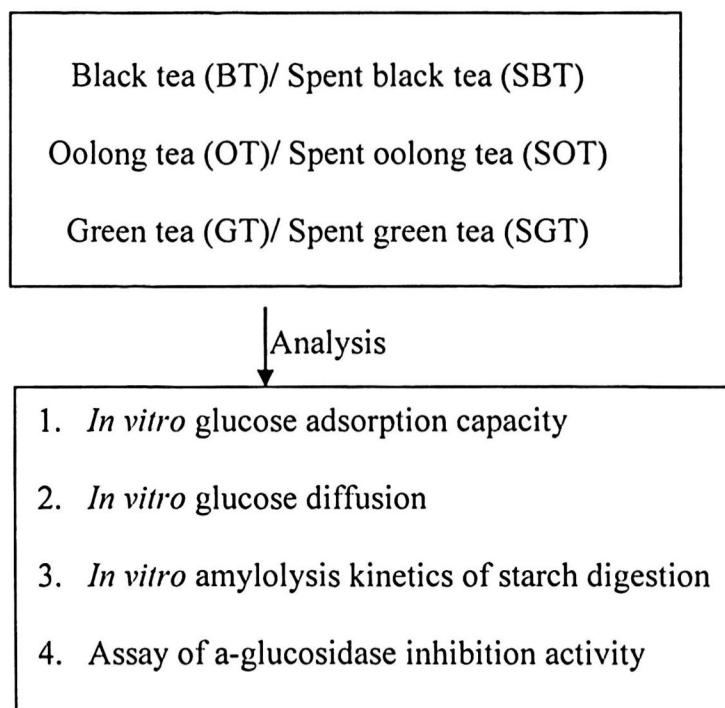 Black tea (BT)/ Spent black tea (SBT)
Oolong tea (OT)/ Spent oolong tea (SOT)
Green tea (GT)/ Spent green tea (SGT)
Analysis
1. In vitro glucose adsorption capacity
2. In vitro glucose diffusion
3. In vitro amylolysis kinetics of starch digestion
4. Assay of a-glucosidase inhibition activity